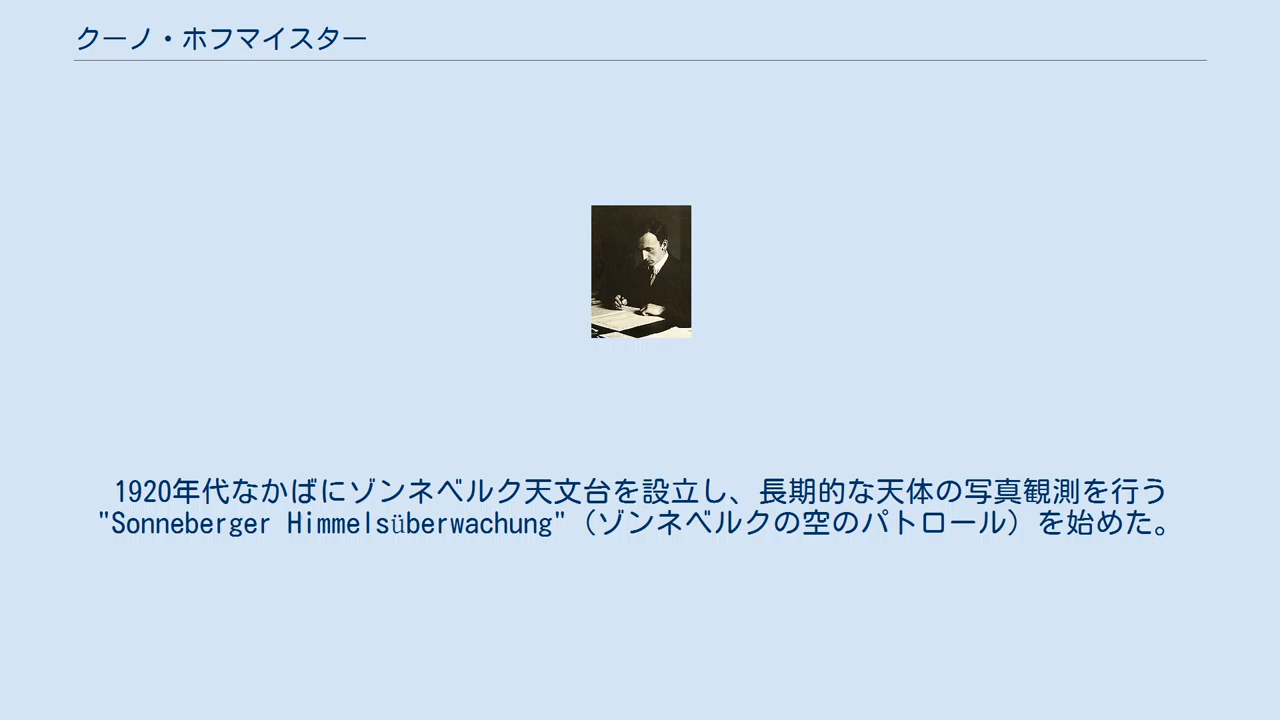 クーノ・ホフマイスター
1920年代なかばにゾンネベルク天文台を設立し、長期的な天体の写真観測を行う
"Sonneberger Himmelsüberwachung"（ゾンネベルクの空のパトロール）を始めた。